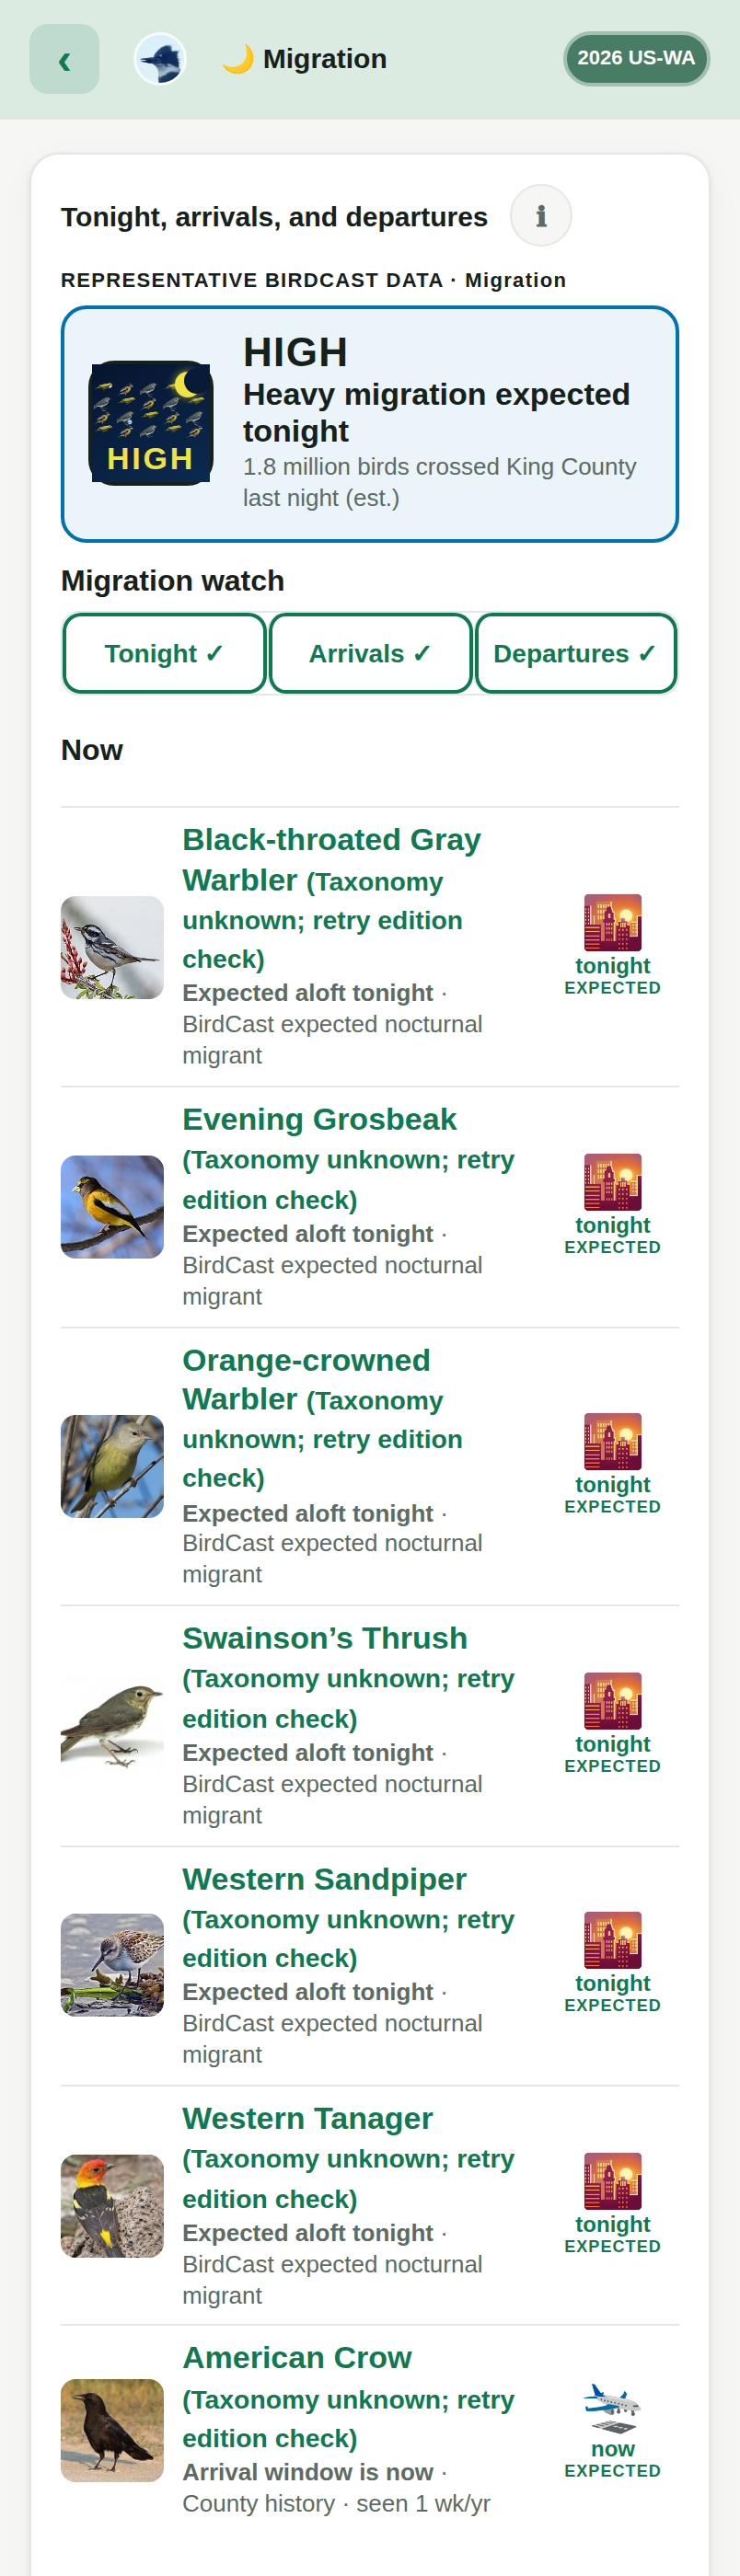 ‹ 🌙 Migration 2026 US-WA
Tonight, arrivals, and departures ℹ
REPRESENTATIVE BIRDCAST DATA · Migration
HIGH
HIGH
Heavy migration expected
tonight
1.8 million birds crossed King County
last night (est.)
Migration watch
Tonight ✓ Arrivals ✓ Departures ✓
Now
Black-throated Gray
Warbler (Taxonomy
unknown; retry edition
check)
Expected aloft tonight ·
BirdCast expected nocturnal
migrant
tonight
EXPECTED
Evening Grosbeak
(Taxonomy unknown; retry
edition check)
Expected aloft tonight ·
BirdCast expected nocturnal
migrant
tonight
EXPECTED
Orange-crowned
Warbler (Taxonomy
unknown; retry edition
check)
Expected aloft tonight ·
BirdCast expected nocturnal
migrant
tonight
EXPECTED
Swainson’s Thrush
(Taxonomy unknown; retry
edition check)
Expected aloft tonight ·
BirdCast expected nocturnal
migrant
tonight
EXPECTED
Western Sandpiper
(Taxonomy unknown; retry
edition check)
Expected aloft tonight ·
BirdCast expected nocturnal
migrant
tonight
EXPECTED
Western Tanager
(Taxonomy unknown; retry
edition check)
Expected aloft tonight ·
BirdCast expected nocturnal
migrant
tonight
EXPECTED
American Crow
(Taxonomy unknown; retry
edition check)
Arrival window is now ·
County history · seen 1 wk/yr
now
EXPECTED